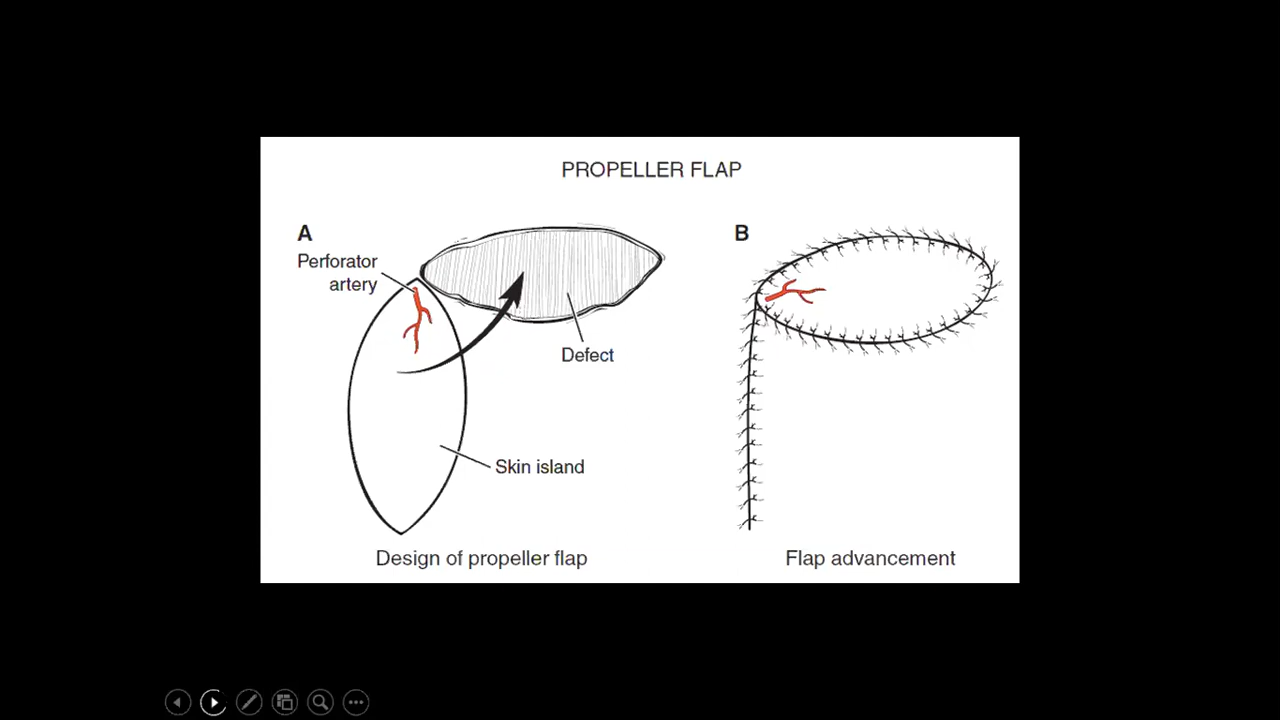 PROPELLER FLAP
A
Perforator
artery
Defect
Skin island
Design of propeller flap
B
Flap advancement